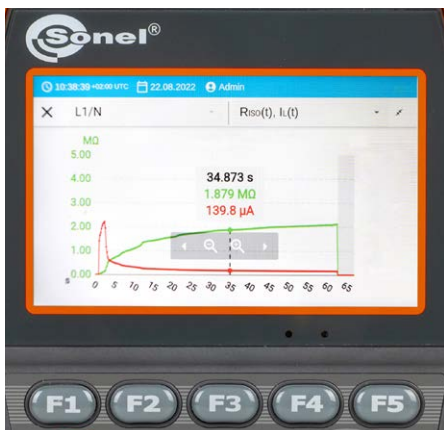 Sonel®
10:38:39 +02:00 UTC 22.08.2022 Admin
X L1/N RISO(t), IL(t)
MΩ
5.00
4.00
3.00
2.00
1.00
0.00
34.873 s
1.879 MΩ
139.8 µA
s 0 5 10 15 20 25 30 35 40 45 50 55 60 65
F1 F2 F3 F4 F5